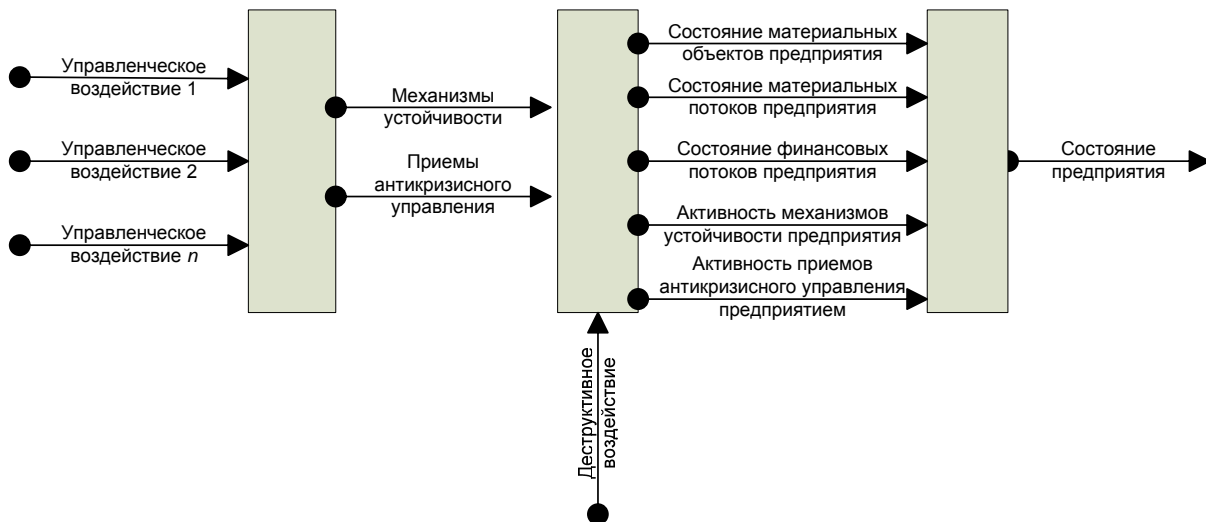 Управленческое
воздействие 1
Управленческое
воздействие 2
Управленческое
воздействие n
Механизмы
устойчивости
Приемы
антикризисного
управления
Деструктивное
воздействие
Состояние материальных
объектов предприятия
Состояние материальных
потоков предприятия
Состояние финансовых
потоков предприятия
Активность механизмов
устойчивости предприятия
Активность приемов
антикризисного управления
предприятием
Состояние
предприятия